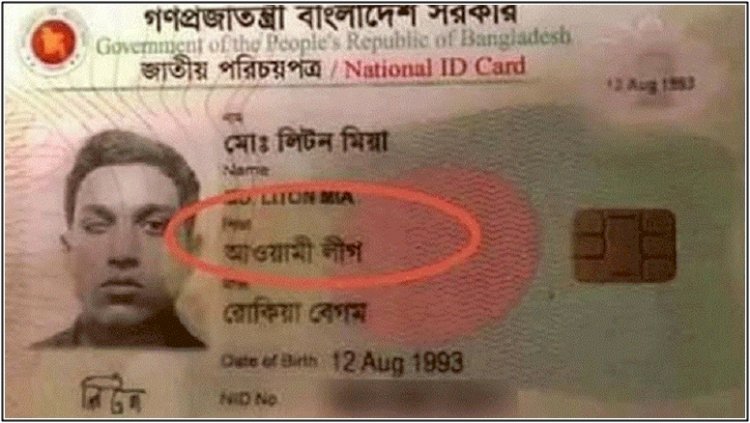 গণপ্রজাতন্ত্রী বাংলাদেশ সরকার
Government of the People's Republic of Bangladesh
জাতীয় পরিচয়পত্র / National ID Card
12 Aug 1993
নাম
মোঃ লিটন মিয়া
Name
MD. LITON MIA
পিতা
আওয়ামী লীগ
মাতা
রোকিয়া বেগম
Date of Birth 12 Aug 1993
NID No
লিটন